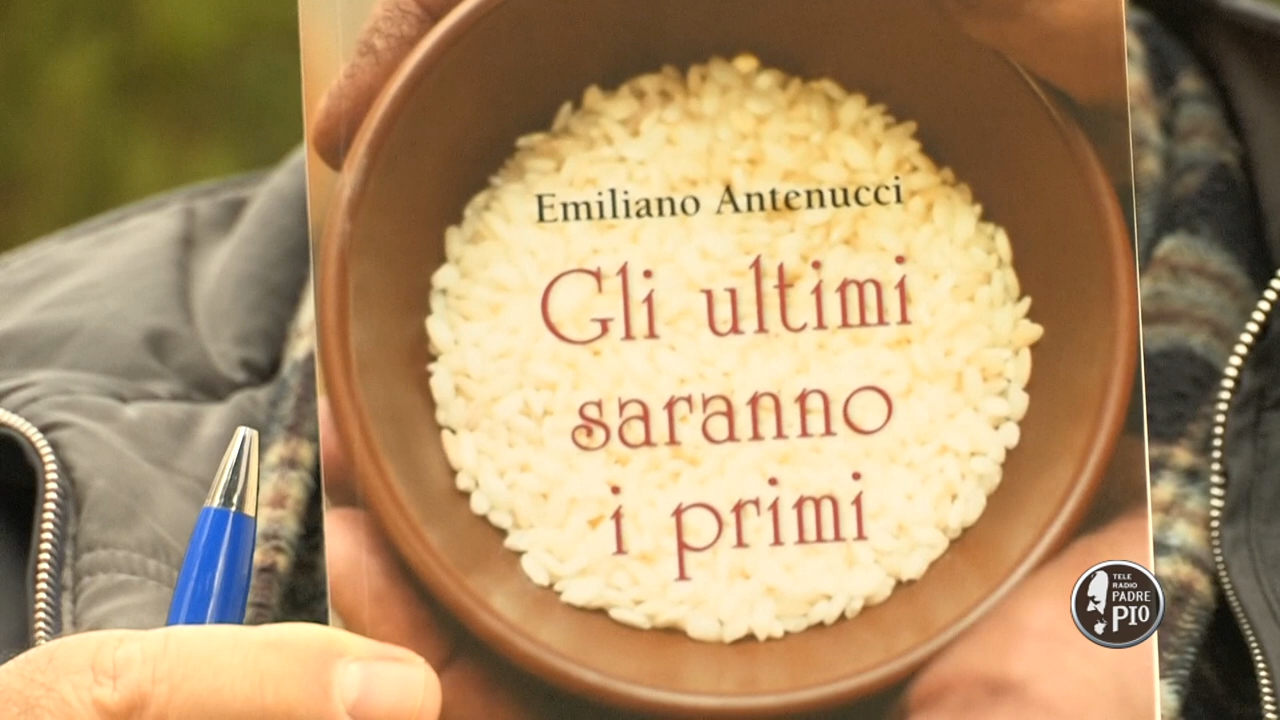 Emiliano Antenucci
Gli ultimi
saranno
i primi
TELE
RADIO
PADRE
PIO